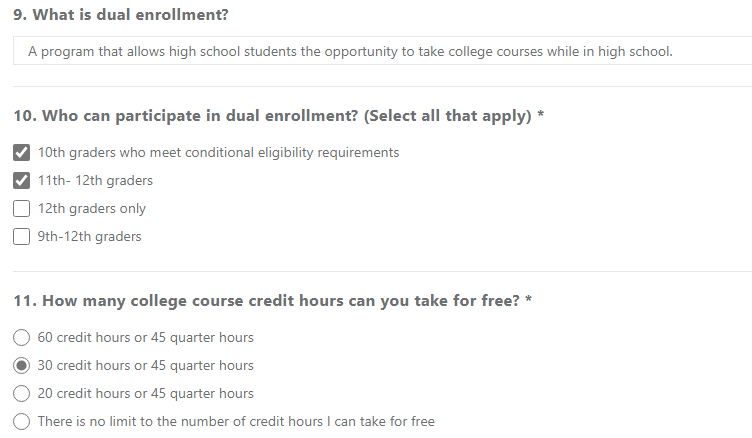 9. What is dual enrollment?
A program that allows high school students the opportunity to take college courses while in high school.
10. Who can participate in dual enrollment? (Select all that apply) *
10th graders who meet conditional eligibility requirements
11th- 12th graders
12th graders only
9th-12th graders
11. How many college course credit hours can you take for free? *
60 credit hours or 45 quarter hours
30 credit hours or 45 quarter hours
20 credit hours or 45 quarter hours
There is no limit to the number of credit hours I can take for free